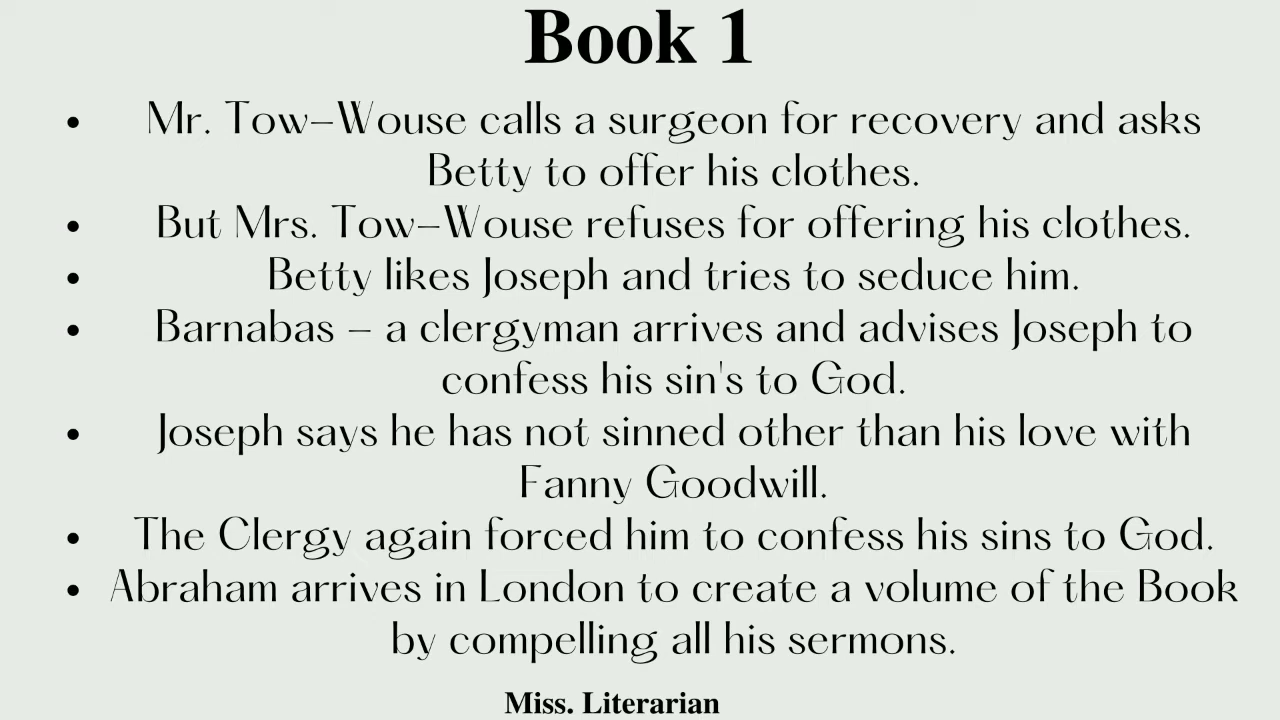 Book 1
• Mr. Tow-Wouse calls a surgeon for recovery and asks
Betty to offer his clothes.
• But Mrs. Tow-Wouse refuses for offering his clothes.
• Betty likes Joseph and tries to seduce him.
• Barnabas - a clergyman arrives and advises Joseph to
confess his sin's to God.
• Joseph says he has not sinned other than his love with
Fanny Goodwill.
• The Clergy again forced him to confess his sins to God.
• Abraham arrives in London to create a volume of the Book
by compelling all his sermons.
Miss. Literarian